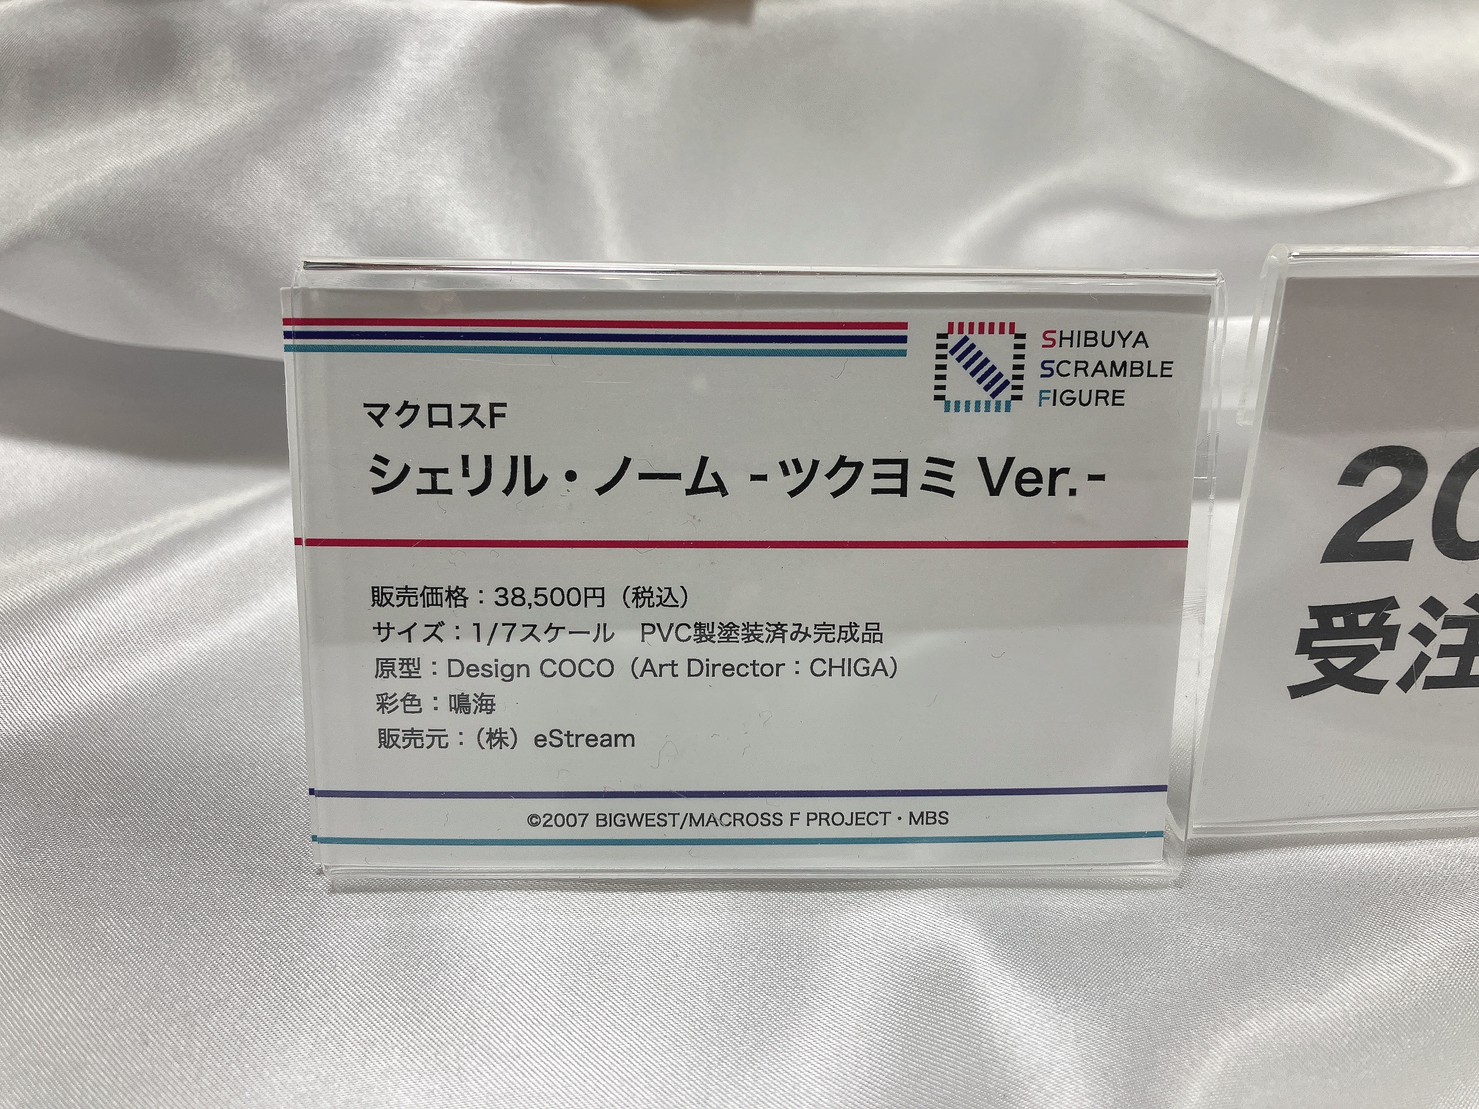 SHIBUYA
SCRAMBLE
FIGURE
マクロスF
シェリル・ノーム -ツクヨミ Ver.-
販売価格：38,500円（税込）
サイズ：1/7スケール　PVC製塗装済み完成品
原型：Design COCO（Art Director：CHIGA）
彩色：鳴海
販売元：（株）eStream
©2007 BIGWEST/MACROSS F PROJECT・MBS
20
受注